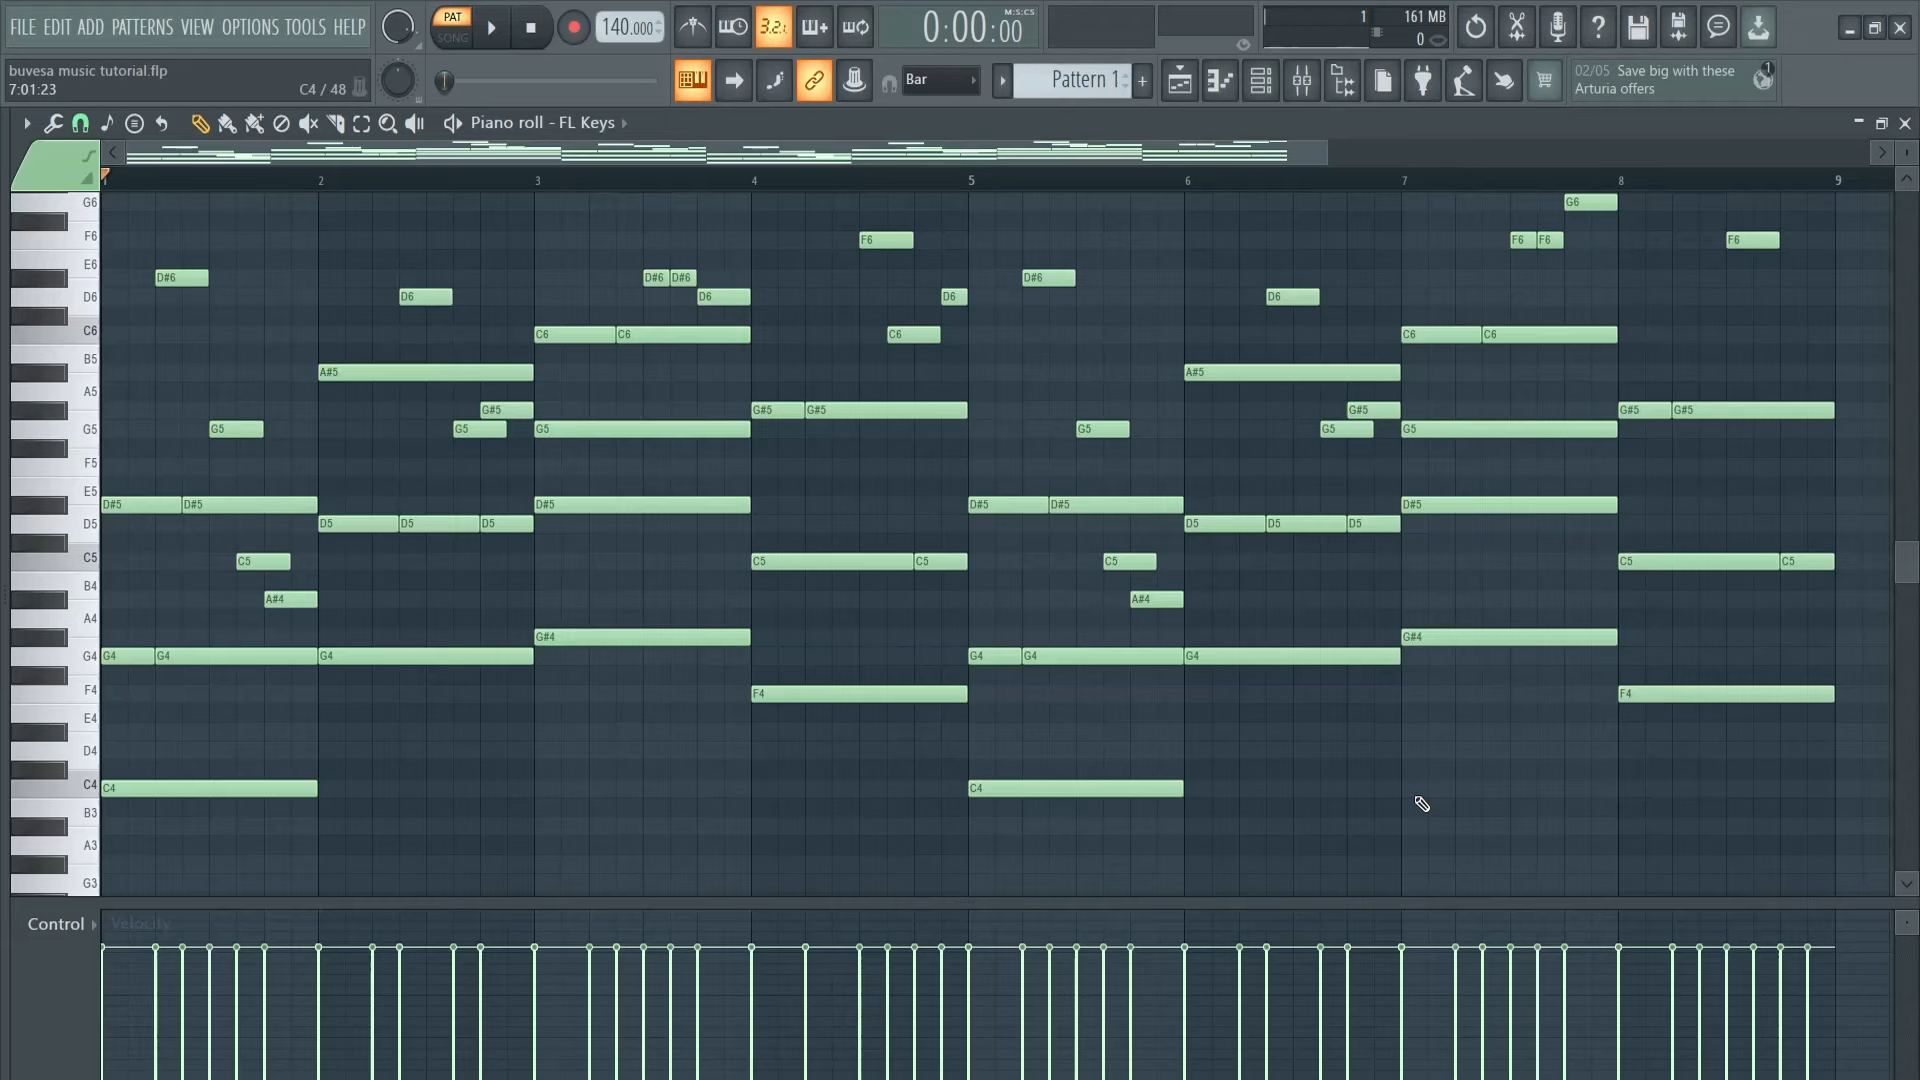 FILE EDIT ADD PATTERNS VIEW OPTIONS TOOLS HELP
PAT
SONG
140.000
3.2.
0:00:00
M:S:CS
1
161 MB
0
buvesa music tutorial.flp
7:01:23
C4 / 48
Bar
Pattern 1
+
02/05 Save big with these
Arturia offers
1
Piano roll - FL Keys
1 2 3 4 5 6 7 8 9
G6 G6
F6 F6 F6 F6 F6
E6
D#6 D#6 D#6 D#6
D6 D6 D6 D6 D6
C6 C6 C6 C6 C6 C6
B5
A#5 A#5
A5
G#5 G#5 G#5 G#5 G#5 G#5
G5 G5 G5 G5 G5 G5 G5
F5
E5
D#5 D#5 D#5 D#5 D#5 D#5
D5 D5 D5 D5 D5 D5 D5
C5 C5 C5 C5 C5 C5 C5
B4
A#4 A#4
A4
G#4 G#4
G4 G4 G4 G4 G4 G4 G4
F4 F4 F4
E4
D4
C4 C4 C4
B3
A3
G3
Control Velocity